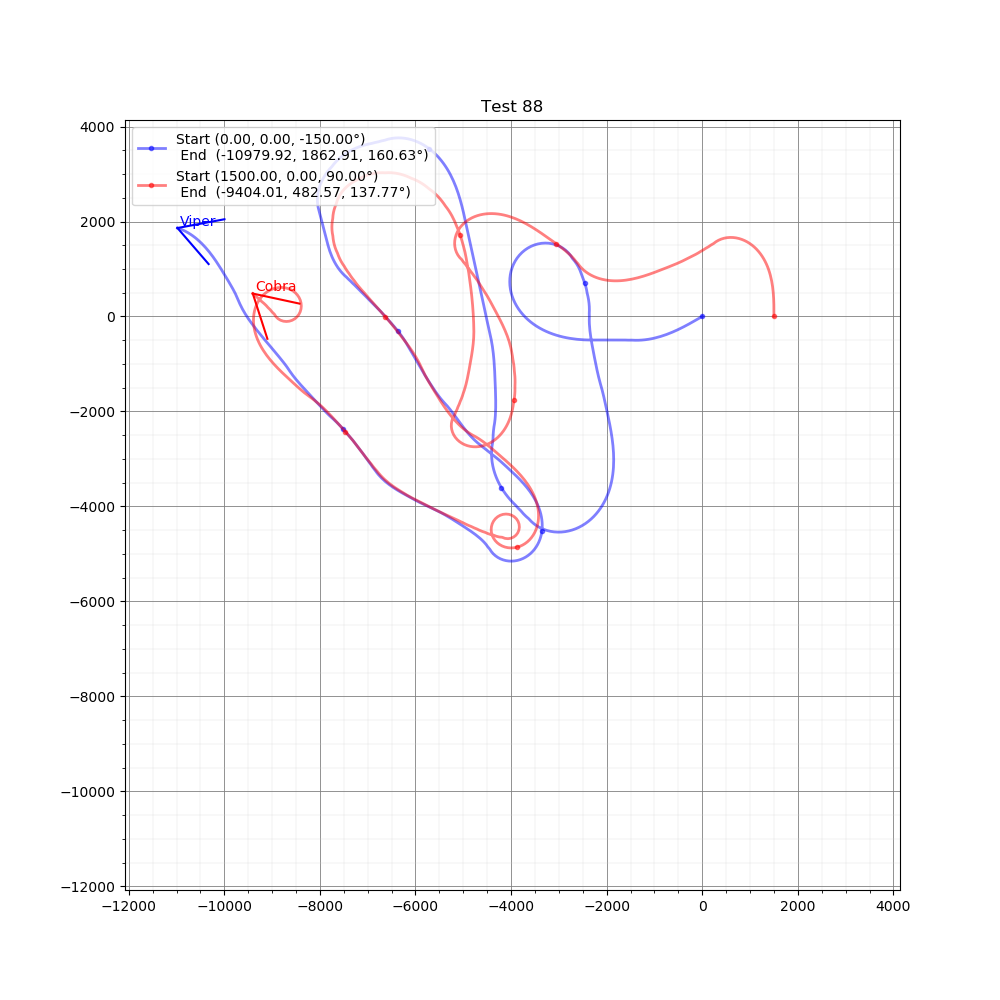 Test 88
Start (0.00, 0.00, -150.00°)
End  (-10979.92, 1862.91, 160.63°)
Start (1500.00, 0.00, 90.00°)
End  (-9404.01, 482.57, 137.77°)
Viper
Cobra
4000
2000
0
−2000
−4000
−6000
−8000
−10000
−12000
−12000 −10000 −8000 −6000 −4000 −2000 0 2000 4000